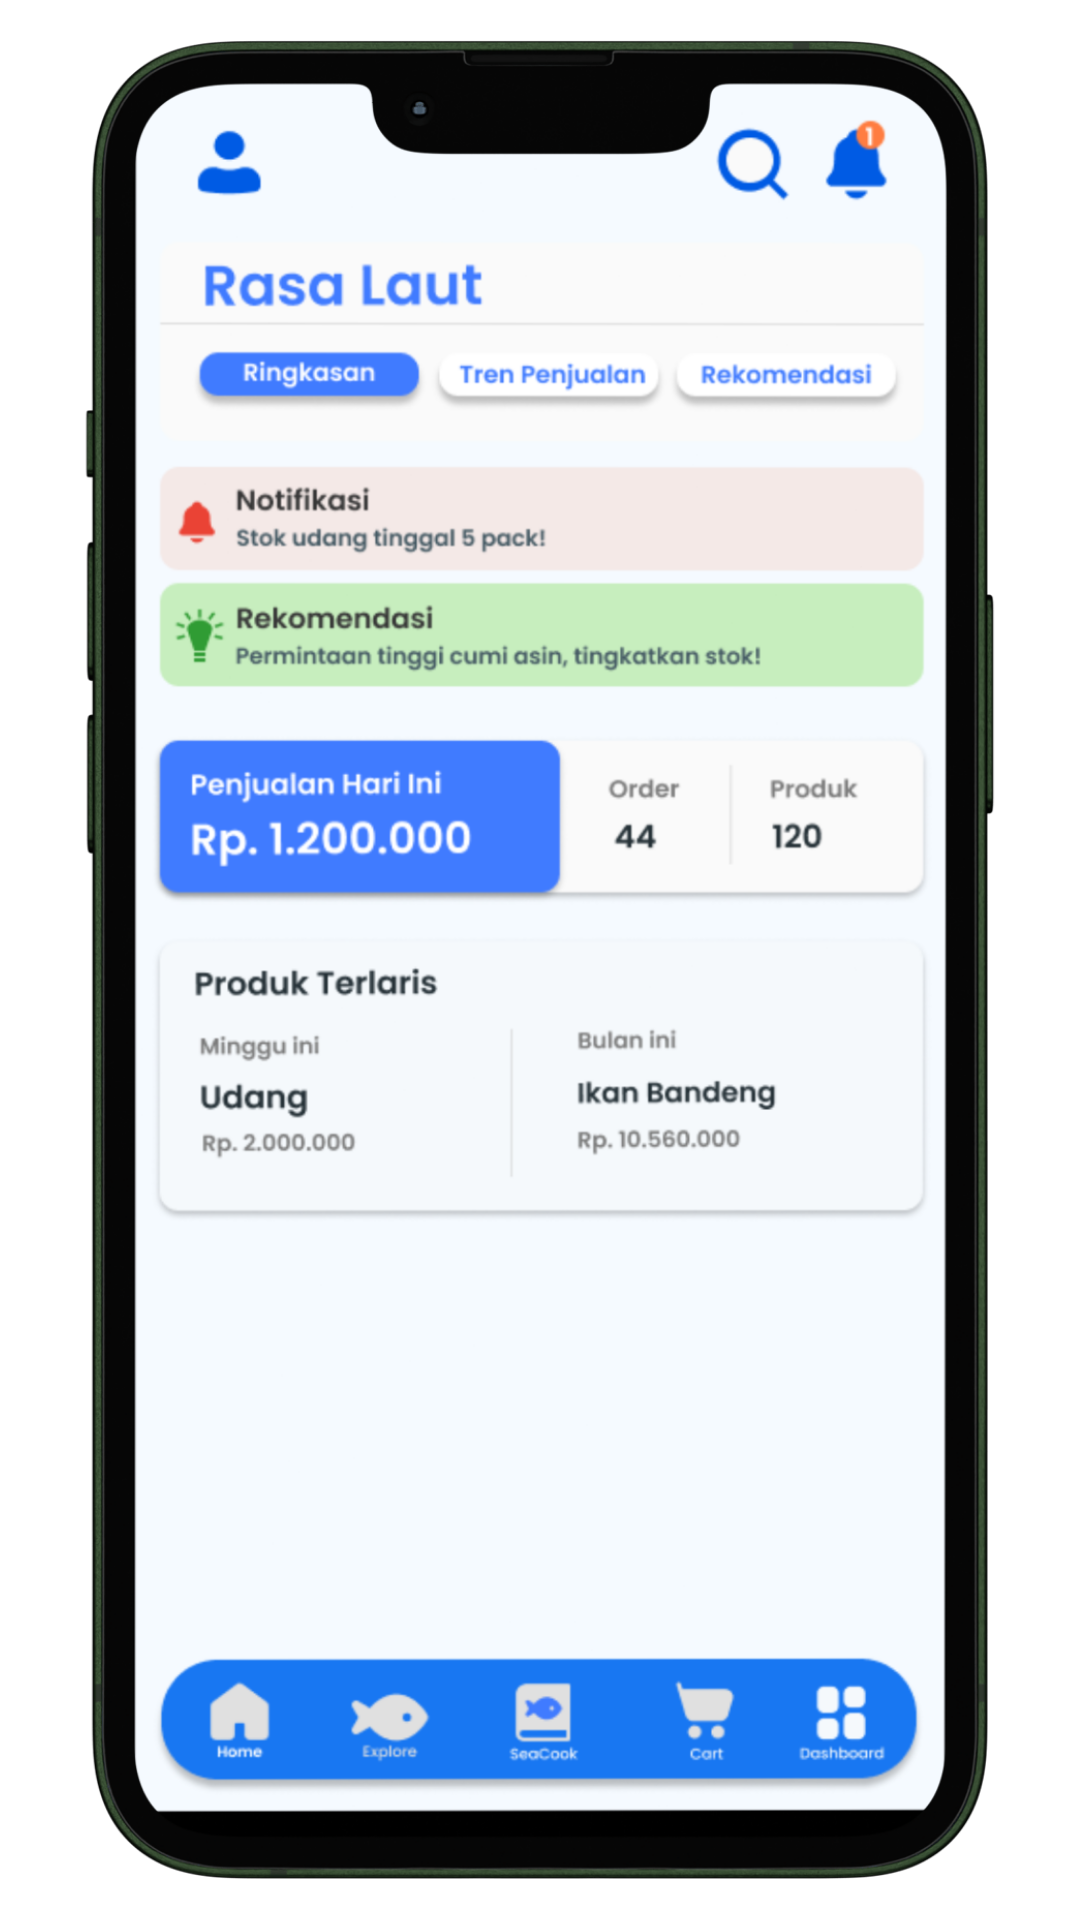 1
Rasa Laut
Ringkasan
Tren Penjualan
Rekomendasi
Notifikasi
Stok udang tinggal 5 pack!
Rekomendasi
Permintaan tinggi cumi asin, tingkatkan stok!
Penjualan Hari Ini
Rp. 1.200.000
Order
44
Produk
120
Produk Terlaris
Minggu ini
Udang
Rp. 2.000.000
Bulan ini
Ikan Bandeng
Rp. 10.560.000
Home
Explore
SeaCook
Cart
Dashboard